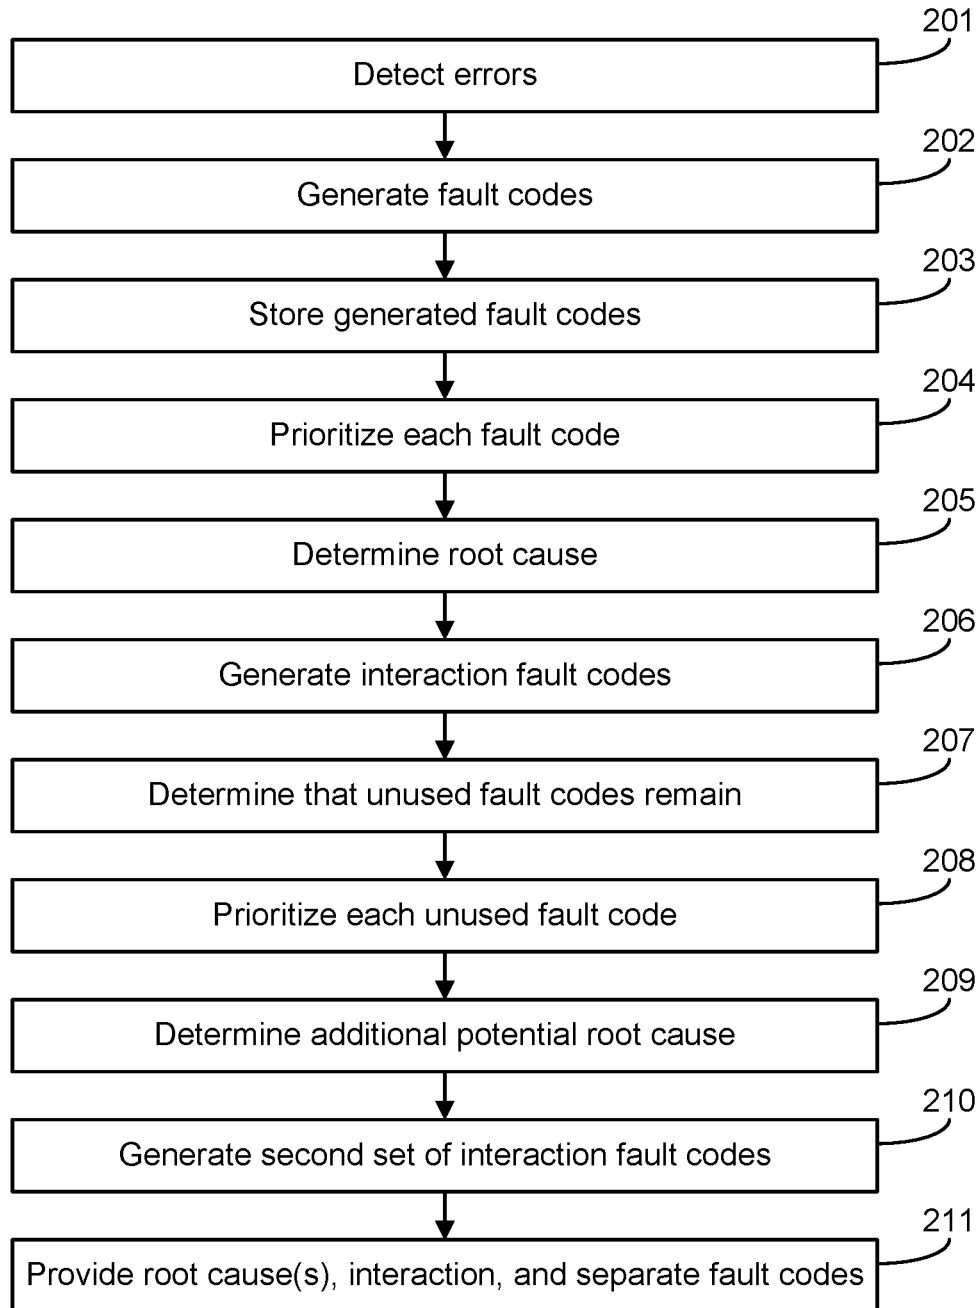 201
Detect errors
202
Generate fault codes
203
Store generated fault codes
204
Prioritize each fault code
205
Determine root cause
206
Generate interaction fault codes
207
Determine that unused fault codes remain
208
Prioritize each unused fault code
209
Determine additional potential root cause
210
Generate second set of interaction fault codes
211
Provide root cause(s), interaction, and separate fault codes